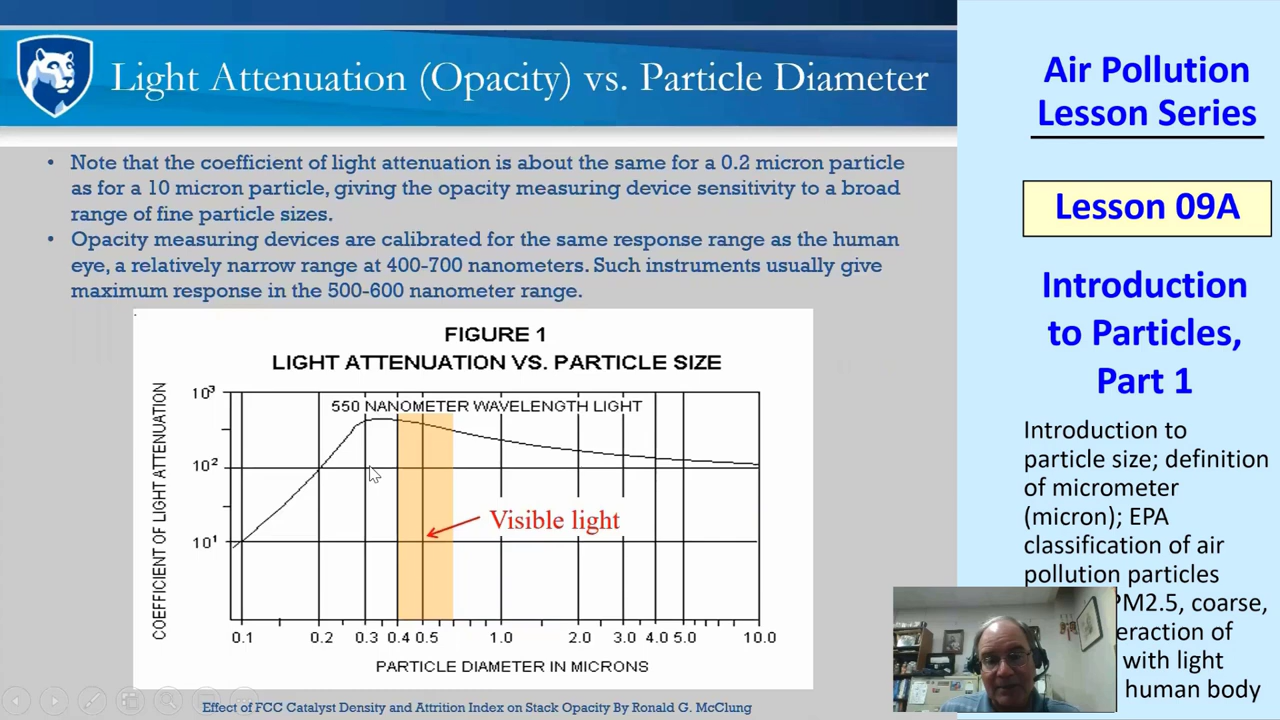 Light Attenuation (Opacity) vs. Particle Diameter
• Note that the coefficient of light attenuation is about the same for a 0.2 micron particle
as for a 10 micron particle, giving the opacity measuring device sensitivity to a broad
range of fine particle sizes.
• Opacity measuring devices are calibrated for the same response range as the human
eye, a relatively narrow range at 400-700 nanometers. Such instruments usually give
maximum response in the 500-600 nanometer range.
FIGURE 1
LIGHT ATTENUATION VS. PARTICLE SIZE
COEFFICIENT OF LIGHT ATTENUATION
10³
10²
10¹
550 NANOMETER WAVELENGTH LIGHT
Visible light
0.1 0.2 0.3 0.4 0.5 1.0 2.0 3.0 4.0 5.0 10.0
PARTICLE DIAMETER IN MICRONS
Effect of FCC Catalyst Density and Attrition Index on Stack Opacity By Ronald G. McClung
Air Pollution
Lesson Series
Lesson 09A
Introduction
to Particles,
Part 1
Introduction to
particle size; definition
of micrometer
(micron); EPA
classification of air
pollution particles
PM2.5, coarse,
of
with light
human body